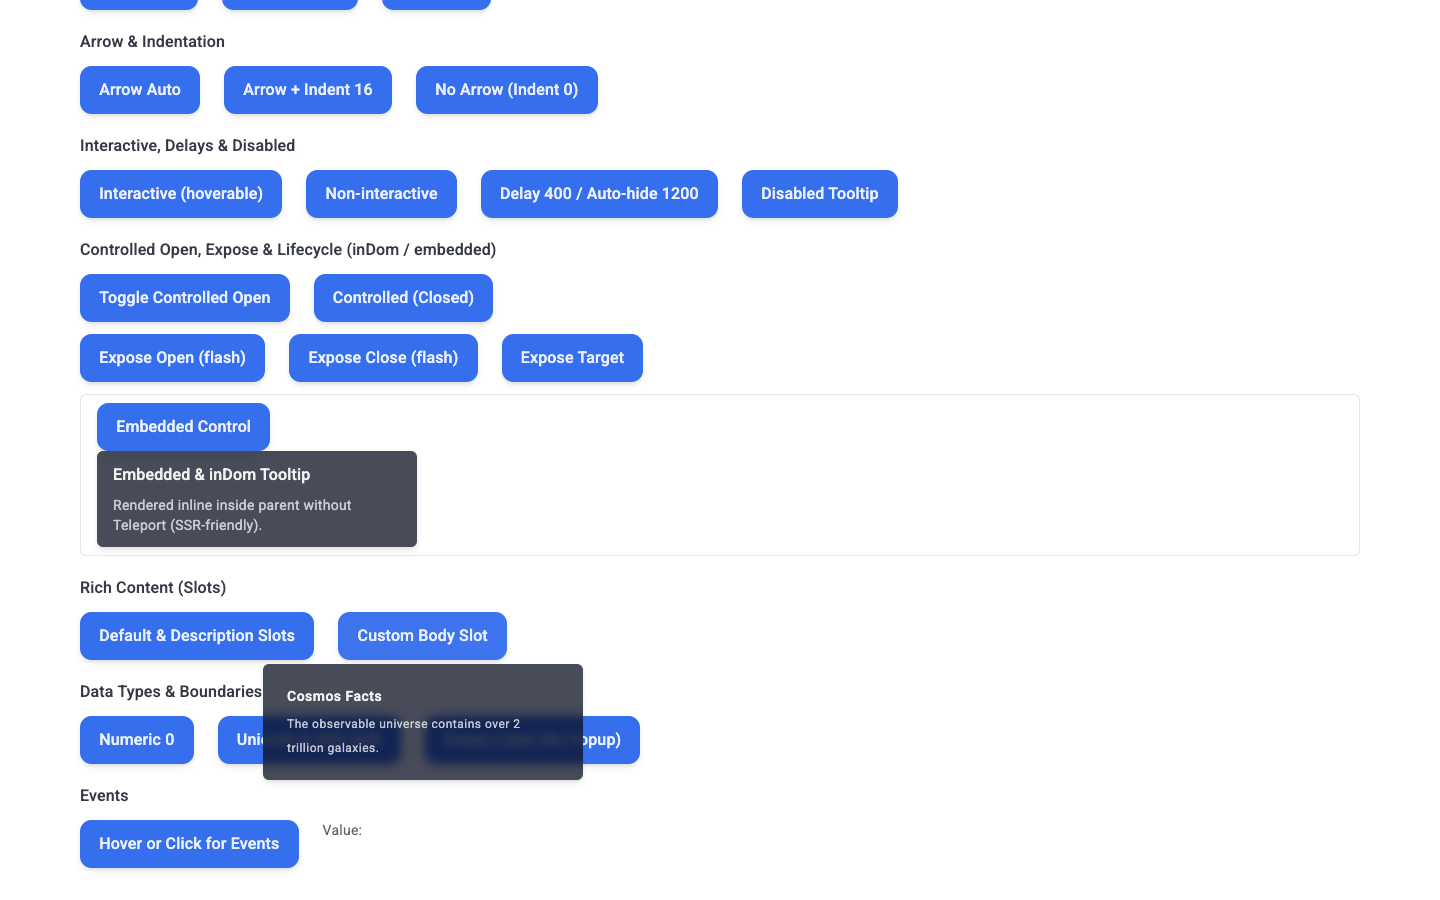 Arrow & Indentation
Arrow Auto
Arrow + Indent 16
No Arrow (Indent 0)
Interactive, Delays & Disabled
Interactive (hoverable)
Non-interactive
Delay 400 / Auto-hide 1200
Disabled Tooltip
Controlled Open, Expose & Lifecycle (inDom / embedded)
Toggle Controlled Open
Controlled (Closed)
Expose Open (flash)
Expose Close (flash)
Expose Target
Embedded Control
Embedded & inDom Tooltip
Rendered inline inside parent without
Teleport (SSR-friendly).
Rich Content (Slots)
Default & Description Slots
Custom Body Slot
Data Types & Boundaries
Cosmos Facts
The observable universe contains over 2
trillion galaxies.
Numeric 0
Events
Hover or Click for Events
Value: